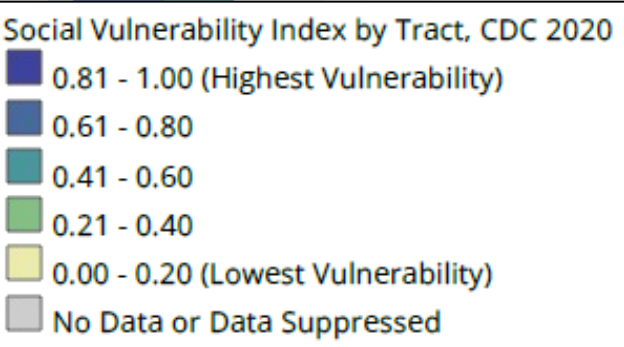 Social Vulnerability Index by Tract, CDC 2020
0.81 - 1.00 (Highest Vulnerability)
0.61 - 0.80
0.41 - 0.60
0.21 - 0.40
0.00 - 0.20 (Lowest Vulnerability)
No Data or Data Suppressed